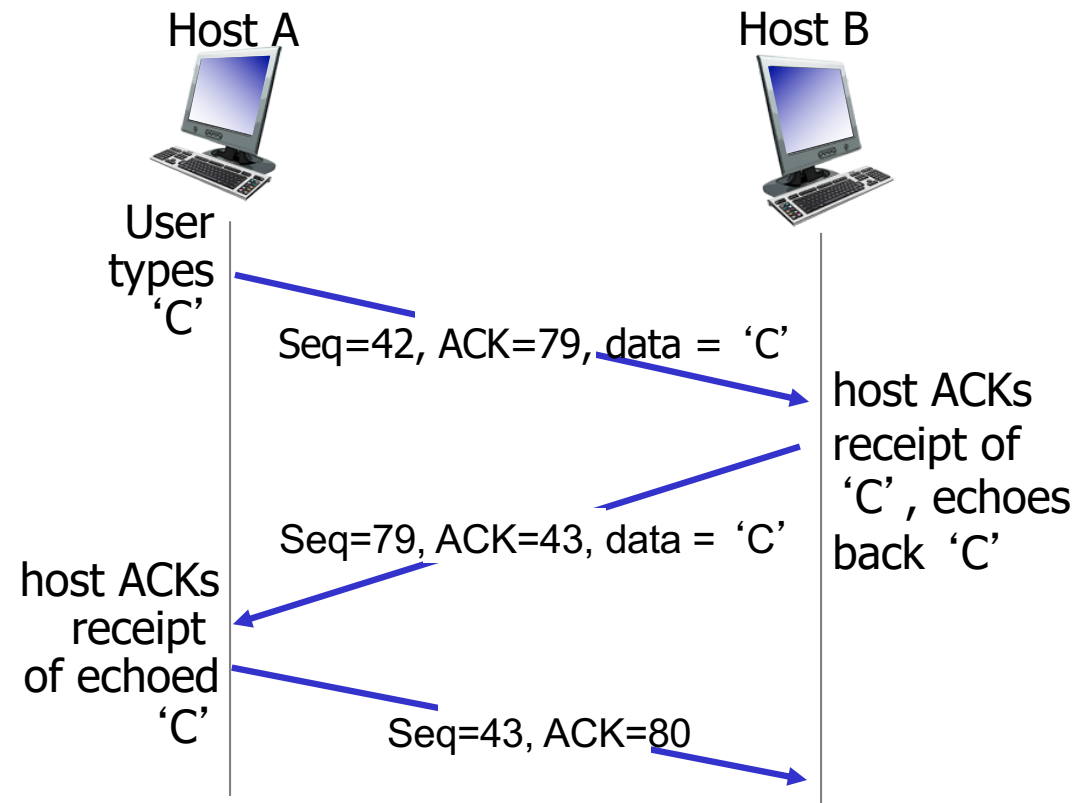 Host A
Host B
User
types
‘C’
Seq=42, ACK=79, data = ‘C’
host ACKs
receipt of
‘C’, echoes
back ‘C’
Seq=79, ACK=43, data = ‘C’
host ACKs
receipt
of echoed
‘C’
Seq=43, ACK=80